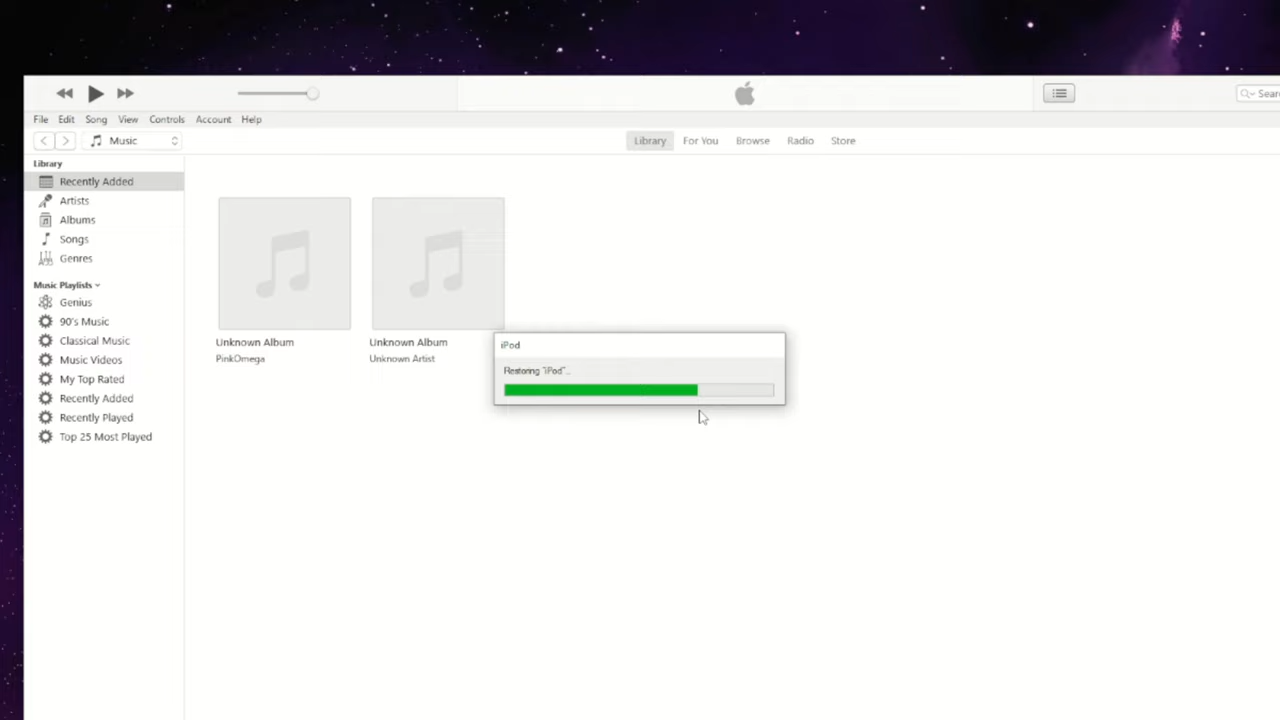 Sear
File Edit Song View Controls Account Help
Music
Library For You Browse Radio Store
Library
Recently Added
Artists
Albums
Songs
Genres
Music Playlists
Genius
90's Music
Classical Music
Music Videos
My Top Rated
Recently Added
Recently Played
Top 25 Most Played
Unknown Album
PinkOmega
Unknown Album
Unknown Artist
iPod
Restoring "iPod"...